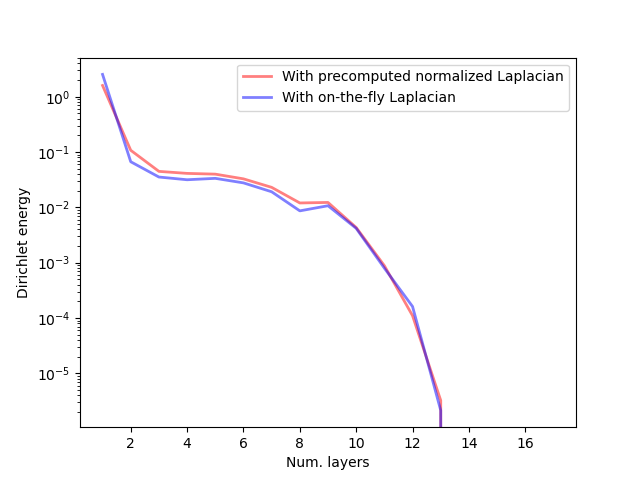 With precomputed normalized Laplacian
With on-the-fly Laplacian
Dirichlet energy
10⁰
10⁻¹
10⁻²
10⁻³
10⁻⁴
10⁻⁵
2 4 6 8 10 12 14 16
Num. layers